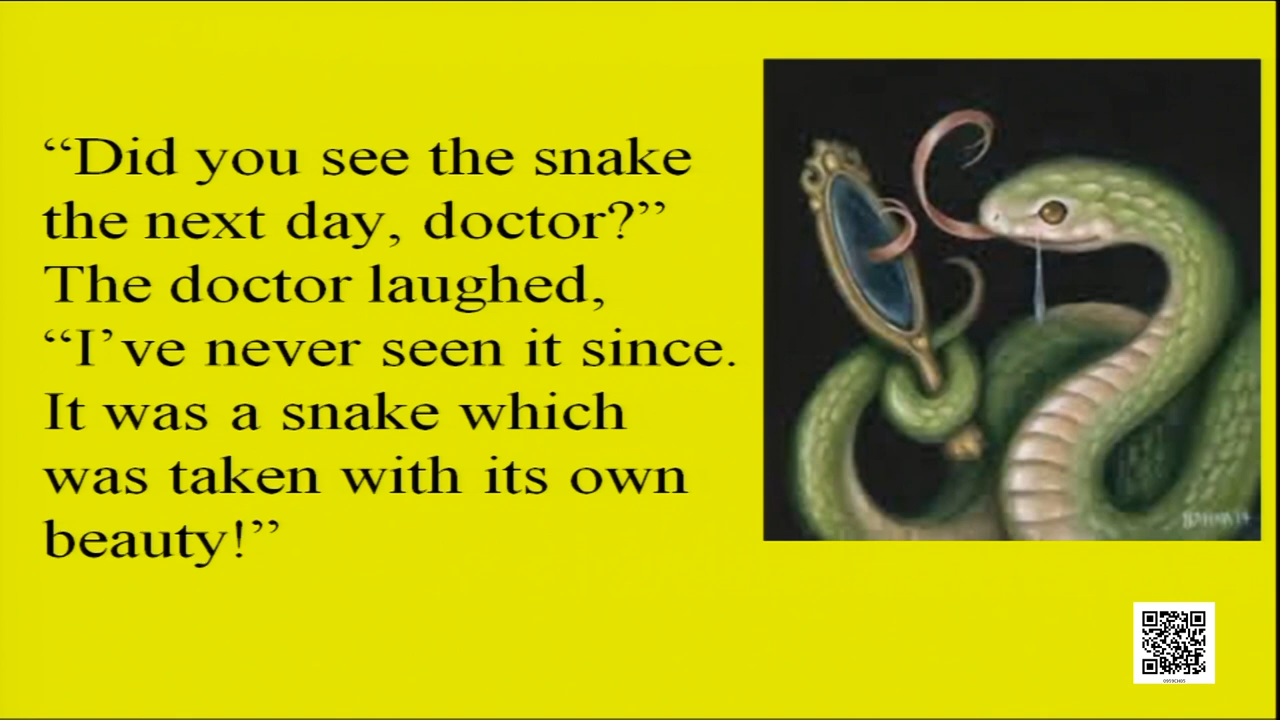 “Did you see the snake
the next day, doctor?”
The doctor laughed,
“I’ve never seen it since.
It was a snake which
was taken with its own
beauty!”